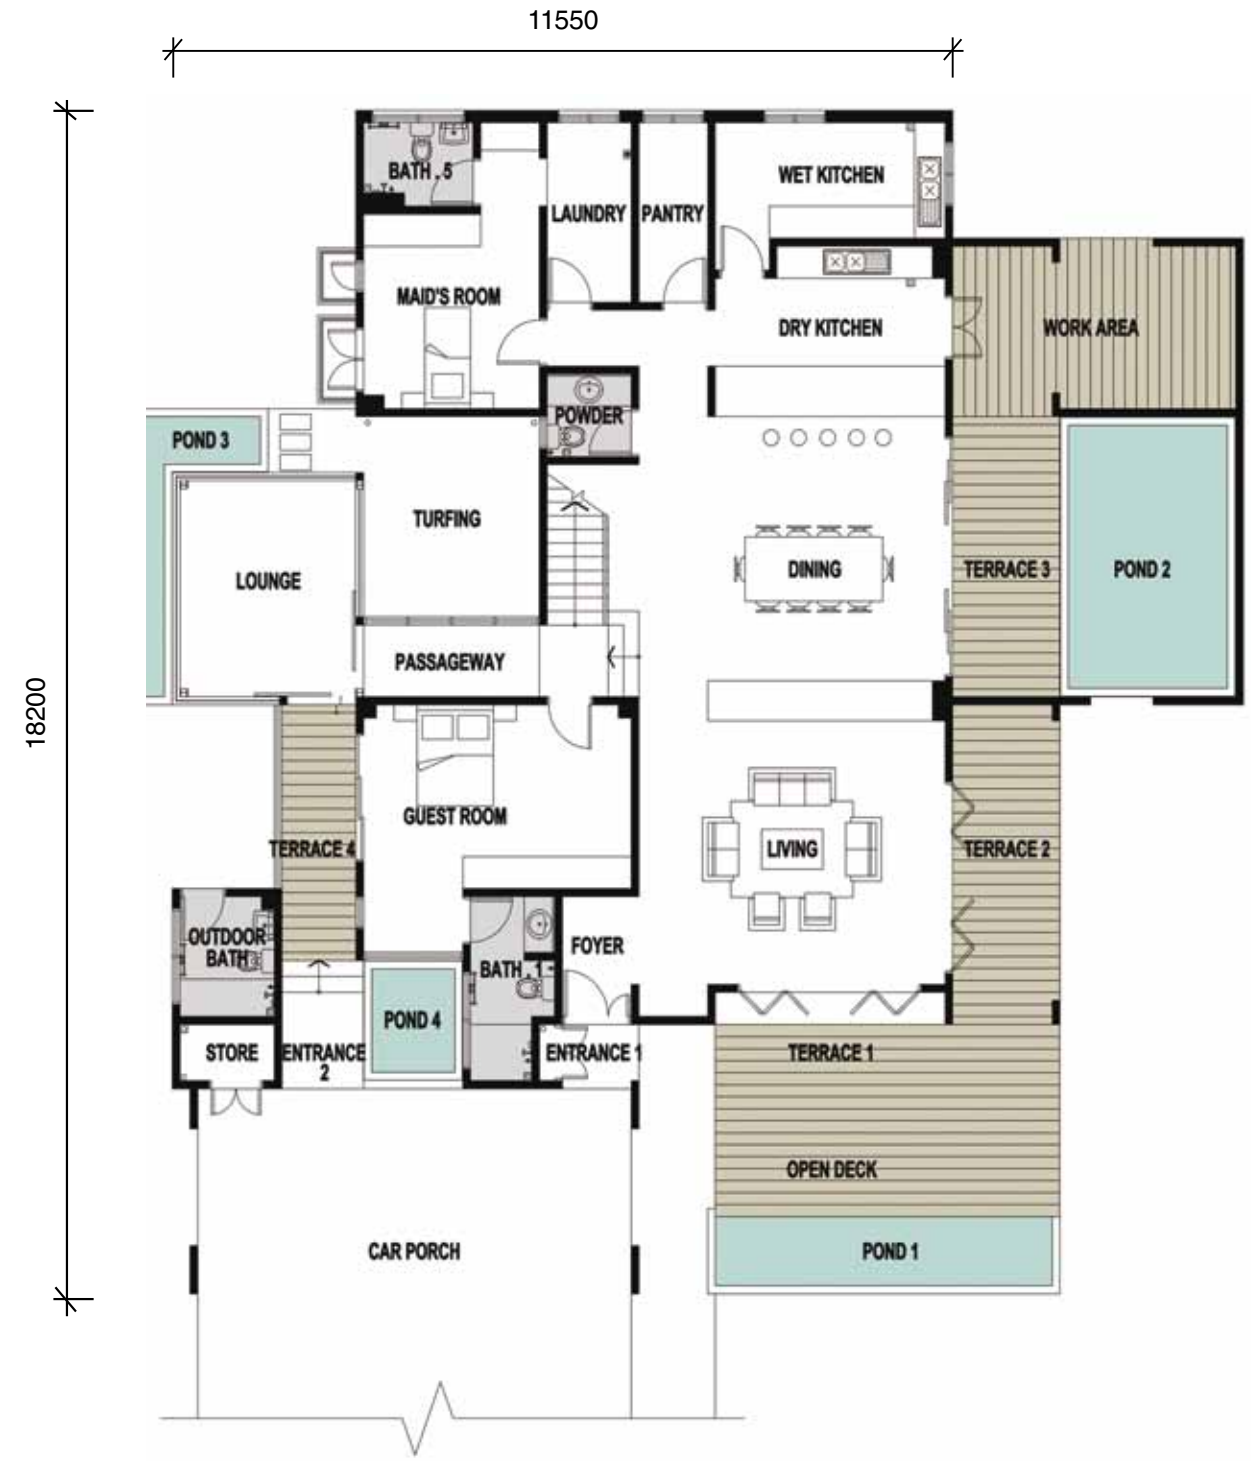 11550
18200
BATH . 5
WET KITCHEN
LAUNDRY
PANTRY
MAID'S ROOM
DRY KITCHEN
WORK AREA
POWDER
POND 3
TURFING
LOUNGE
DINING
TERRACE 3
POND 2
PASSAGEWAY
GUEST ROOM
TERRACE 4
LIVING
TERRACE 2
OUTDOOR
BATH
FOYER
BATH . 1
POND 4
STORE
ENTRANCE
2
ENTRANCE 1
TERRACE 1
OPEN DECK
CAR PORCH
POND 1